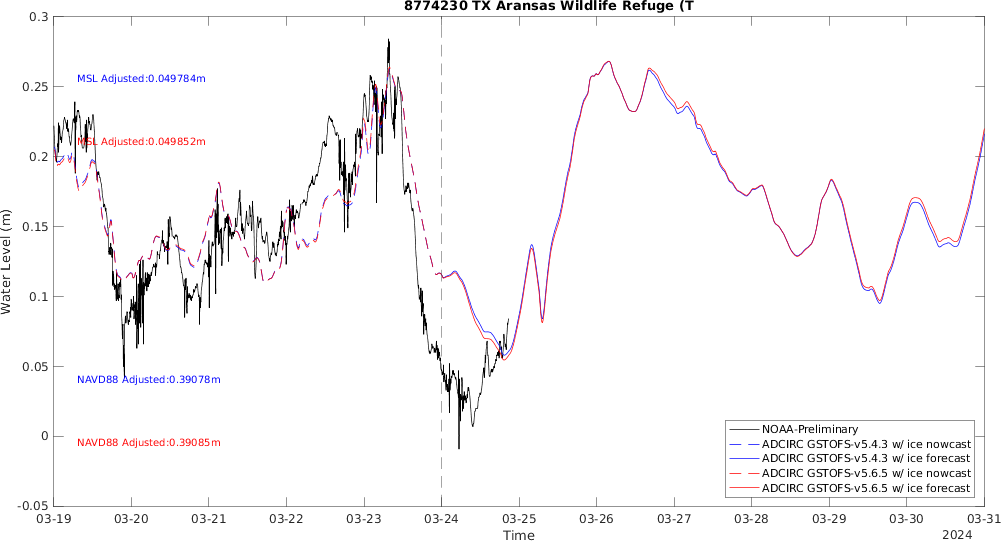 8774230 TX Aransas Wildlife Refuge (T
0.3
0.25
0.2
0.15
0.1
0.05
0
-0.05
Water Level (m)
MSL Adjusted:0.049784m
MSL Adjusted:0.049852m
NAVD88 Adjusted:0.39078m
NAVD88 Adjusted:0.39085m
NOAA-Preliminary
ADCIRC GSTOFS-v5.4.3 w/ ice nowcast
ADCIRC GSTOFS-v5.4.3 w/ ice forecast
ADCIRC GSTOFS-v5.6.5 w/ ice nowcast
ADCIRC GSTOFS-v5.6.5 w/ ice forecast
03-19 03-20 03-21 03-22 03-23 03-24 03-25 03-26 03-27 03-28 03-29 03-30 03-31
Time
2024